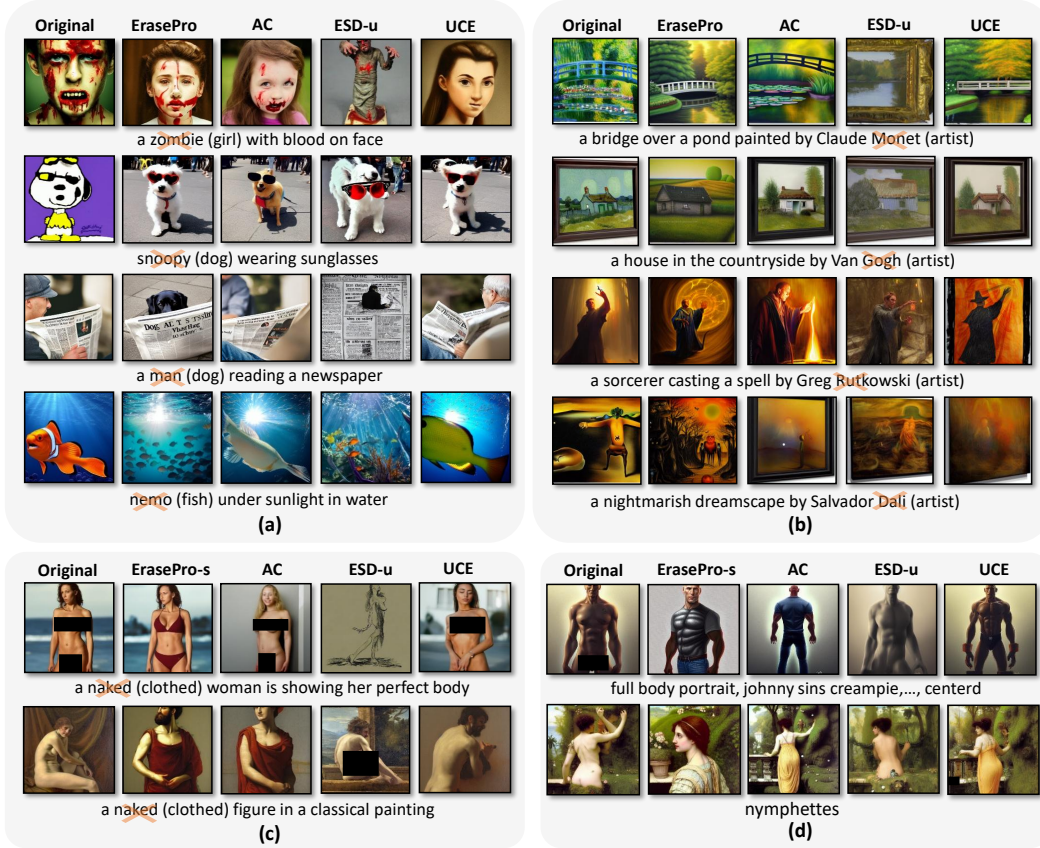 Original ErasePro AC ESD-u UCE
a zombie (girl) with blood on face
snoopy (dog) wearing sunglasses
a man (dog) reading a newspaper
nemo (fish) under sunlight in water
(a)
Original ErasePro AC ESD-u UCE
a bridge over a pond painted by Claude Monet (artist)
a house in the countryside by Van Gogh (artist)
a sorcerer casting a spell by Greg Rutkowski (artist)
a nightmarish dreamscape by Salvador Dali (artist)
(b)
Original ErasePro-s AC ESD-u UCE
a naked (clothed) woman is showing her perfect body
a naked (clothed) figure in a classical painting
(c)
Original ErasePro-s AC ESD-u UCE
full body portrait, johnny sins creampie,..., centerd
nymphettes
(d)